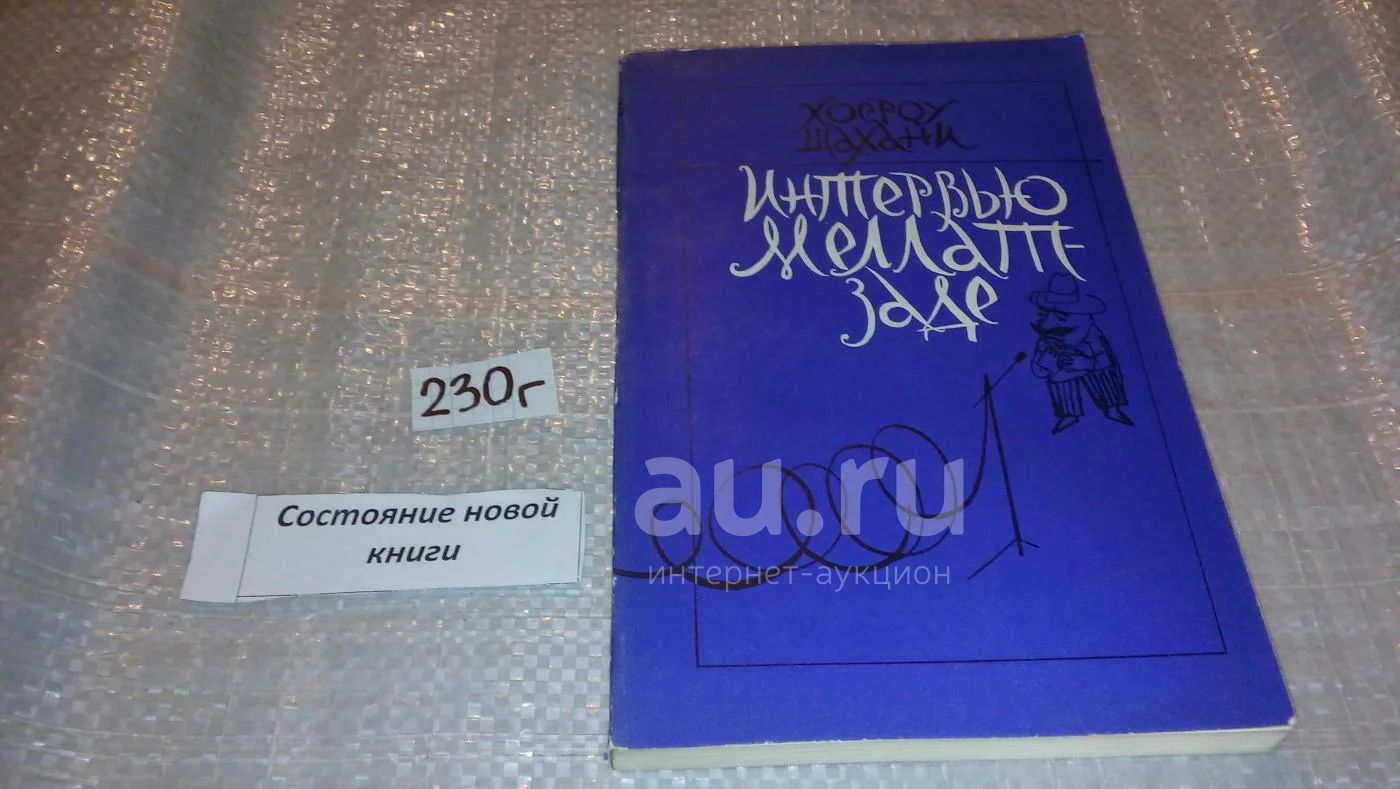 Хосроу
Шахани
Интервью
Меллат-
заде
230г
Состояние новой
книги
au.ru
интернет-аукцион